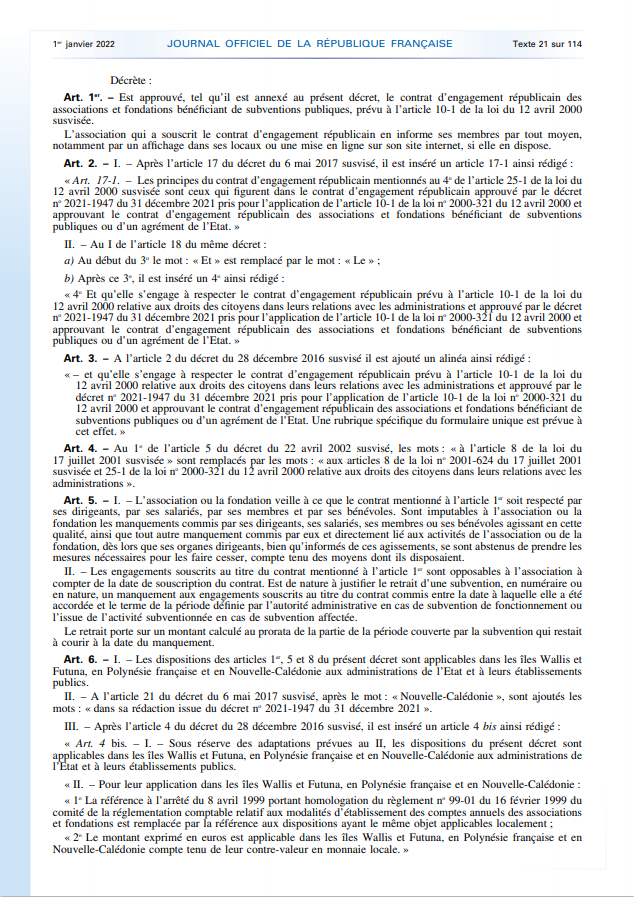 1er janvier 2022 JOURNAL OFFICIEL DE LA RÉPUBLIQUE FRANÇAISE Texte 21 sur 114
Décrète :
Art. 1er. – Est approuvé, tel qu’il est annexé au présent décret, le contrat d’engagement républicain des
associations et fondations bénéficiant de subventions publiques, prévu à l’article 10-1 de la loi du 12 avril 2000
susvisée.
L’association qui a souscrit le contrat d’engagement républicain en informe ses membres par tout moyen,
notamment par un affichage dans ses locaux ou une mise en ligne sur son site internet, si elle en dispose.
Art. 2. – I. – Après l’article 17 du décret du 6 mai 2017 susvisé, il est inséré un article 17-1 ainsi rédigé :
« Art. 17-1. – Les principes du contrat d’engagement républicain mentionnés au 4° de l’article 25-1 de la loi du
12 avril 2000 susvisée sont ceux qui figurent dans le contrat d’engagement républicain approuvé par le décret
n° 2021-1947 du 31 décembre 2021 pris pour l’application de l’article 10-1 de la loi n° 2000-321 du 12 avril 2000 et
approuvant le contrat d’engagement républicain des associations et fondations bénéficiant de subventions
publiques ou d’un agrément de l’Etat. »
II. – Au I de l’article 18 du même décret :
a) Au début du 3° le mot : « Et » est remplacé par le mot : « Le » ;
b) Après ce 3°, il est inséré un 4° ainsi rédigé :
« 4° Et qu’elle s’engage à respecter le contrat d’engagement républicain prévu à l’article 10-1 de la loi du
12 avril 2000 relative aux droits des citoyens dans leurs relations avec les administrations et approuvé par le décret
n° 2021-1947 du 31 décembre 2021 pris pour l’application de l’article 10-1 de la loi n° 2000-321 du 12 avril 2000 et
approuvant le contrat d’engagement républicain des associations et fondations bénéficiant de subventions
publiques ou d’un agrément de l’Etat. »
Art. 3. – A l’article 2 du décret du 28 décembre 2016 susvisé il est ajouté un alinéa ainsi rédigé :
« – et qu’elle s’engage à respecter le contrat d’engagement républicain prévu à l’article 10-1 de la loi du
12 avril 2000 relative aux droits des citoyens dans leurs relations avec les administrations et approuvé par le
décret n° 2021-1947 du 31 décembre 2021 pris pour l’application de l’article 10-1 de la loi n° 2000-321 du
12 avril 2000 et approuvant le contrat d’engagement républicain des associations et fondations bénéficiant de
subventions publiques ou d’un agrément de l’Etat. Une rubrique spécifique du formulaire unique est prévue à
cet effet. »
Art. 4. – Au 1° de l’article 5 du décret du 22 avril 2002 susvisé, les mots : « à l’article 8 de la loi du
17 juillet 2001 susvisée » sont remplacés par les mots : « aux articles 8 de la loi n° 2001-624 du 17 juillet 2001
susvisée et 25-1 de la loi n° 2000-321 du 12 avril 2000 relative aux droits des citoyens dans leurs relations avec les
administrations ».
Art. 5. – I. – L’association ou la fondation veille à ce que le contrat mentionné à l’article 1er soit respecté par
ses dirigeants, par ses salariés, par ses membres et par ses bénévoles. Sont imputables à l’association ou la
fondation les manquements commis par ses dirigeants, ses salariés, ses membres ou ses bénévoles agissant en cette
qualité, ainsi que tout autre manquement commis par eux et directement lié aux activités de l’association ou de la
fondation, dès lors que ses organes dirigeants, bien qu’informés de ces agissements, se sont abstenus de prendre les
mesures nécessaires pour les faire cesser, compte tenu des moyens dont ils disposaient.
II. – Les engagements souscrits au titre du contrat mentionné à l’article 1er sont opposables à l’association à
compter de la date de souscription du contrat. Est de nature à justifier le retrait d’une subvention, en numéraire ou
en nature, un manquement aux engagements souscrits au titre du contrat commis entre la date à laquelle elle a été
accordée et le terme de la période définie par l’autorité administrative en cas de subvention de fonctionnement ou
l’issue de l’activité subventionnée en cas de subvention affectée.
Le retrait porte sur un montant calculé au prorata de la partie de la période couverte par la subvention qui restait
à courir à la date du manquement.
Art. 6. – I. – Les dispositions des articles 1er, 5 et 8 du présent décret sont applicables dans les îles Wallis et
Futuna, en Polynésie française et en Nouvelle-Calédonie aux administrations de l’Etat et à leurs établissements
publics.
II. – A l’article 21 du décret du 6 mai 2017 susvisé, après le mot : « Nouvelle-Calédonie », sont ajoutés les
mots : « dans sa rédaction issue du décret n° 2021-1947 du 31 décembre 2021 ».
III. – Après l’article 4 du décret du 28 décembre 2016 susvisé, il est inséré un article 4 bis ainsi rédigé :
« Art. 4 bis. – I. – Sous réserve des adaptations prévues au II, les dispositions du présent décret sont
applicables dans les îles Wallis et Futuna, en Polynésie française et en Nouvelle-Calédonie aux administrations de
l’Etat et à leurs établissements publics.
« II. – Pour leur application dans les îles Wallis et Futuna, en Polynésie française et en Nouvelle-Calédonie :
« 1° La référence à l’arrêté du 8 avril 1999 portant homologation du règlement n° 99-01 du 16 février 1999 du
comité de la réglementation comptable relatif aux modalités d’établissement des comptes annuels des associations
et fondations est remplacée par la référence aux dispositions ayant le même objet applicables localement ;
« 2° Le montant exprimé en euros est applicable dans les îles Wallis et Futuna, en Polynésie française et en
Nouvelle-Calédonie compte tenu de leur contre-valeur en monnaie locale. »